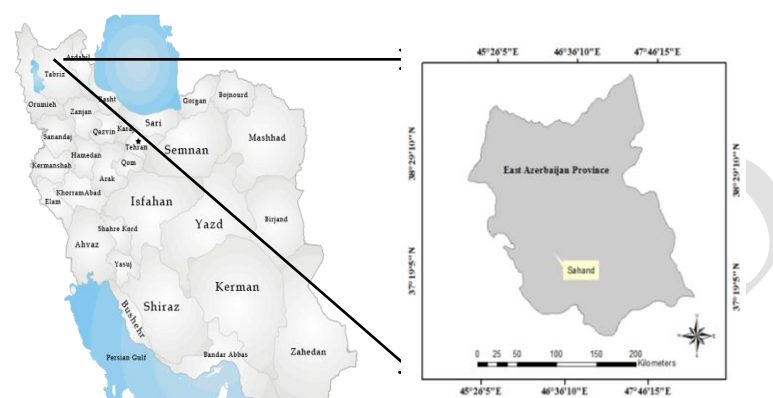 Ardabil
Tabriz
Orumieh
Rasht
Zanjan
Gorgan
Bojnourd
Sari
Qazvin
Karaj
Sanandaj
Tehran
Semnan
Mashhad
Hamedan
Qom
Kermanshah
Arak
KhorramAbad
Elam
Isfahan
Yazd
Birjand
Shahre Kord
Ahvaz
Yasuj
Kerman
Shiraz
Bushehr
Persian Gulf
Bandar Abbas
Zahedan
45°26'5"E 46°36'10"E 47°46'15"E
38°29'10"N
38°29'10"N
East Azerbaijan Province
37°19'5"N
37°19'5"N
Sahand
0 25 50 100 150 200
Kilometers
45°26'5"E 46°36'10"E 47°46'15"E